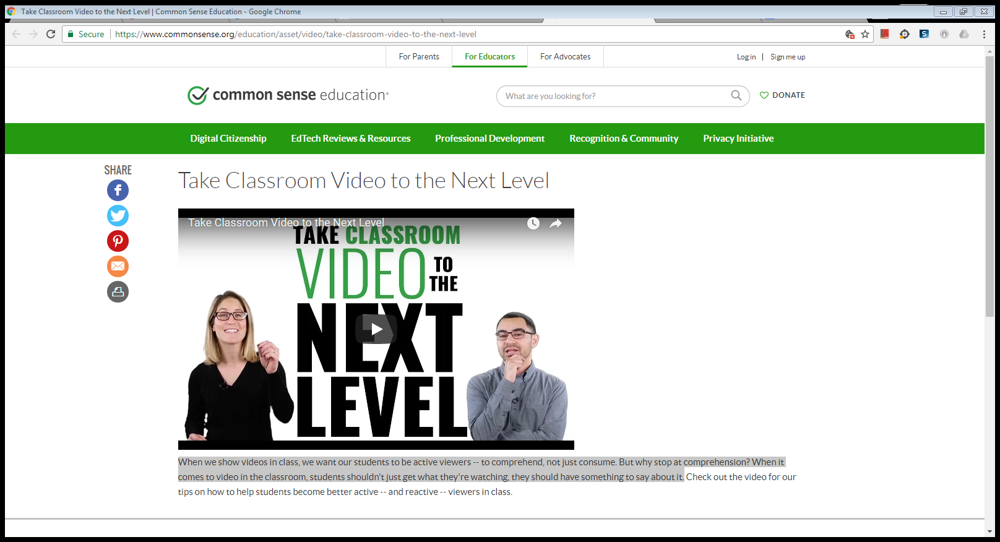 Take Classroom Video to the Next Level | Common Sense Education - Google Chrome
Secure https://www.commonsense.org/education/asset/video/take-classroom-video-to-the-next-level
For Parents For Educators For Advocates Log in | Sign me up
common sense education® What are you looking for? DONATE
Digital Citizenship EdTech Reviews & Resources Professional Development Recognition & Community Privacy Initiative
SHARE
Take Classroom Video to the Next Level
Take Classroom Video to the Next Level
TAKE CLASSROOM
VIDEO TO
THE
NEXT
LEVEL
When we show videos in class, we want our students to be active viewers -- to comprehend, not just consume. But why stop at comprehension? When it
comes to video in the classroom, students shouldn't just get what they're watching, they should have something to say about it. Check out the video for our
tips on how to help students become better active -- and reactive -- viewers in class.